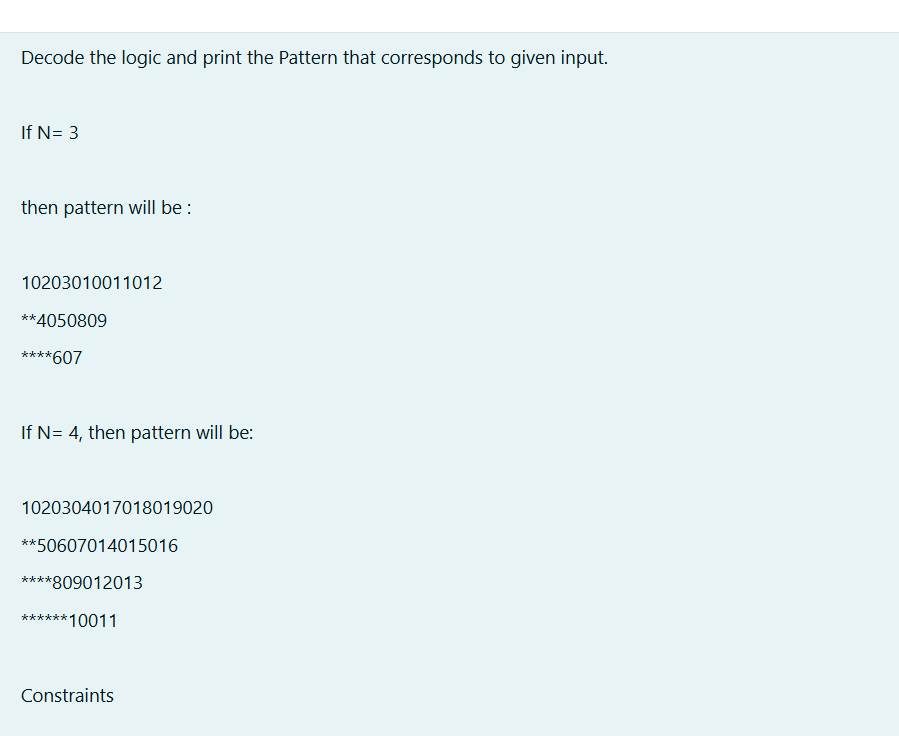 Decode the logic and print the Pattern that corresponds to given input.
If N= 3
then pattern will be :
10203010011012
**4050809
****607
If N= 4, then pattern will be:
1020304017018019020
**50607014015016
****809012013
******10011
Constraints